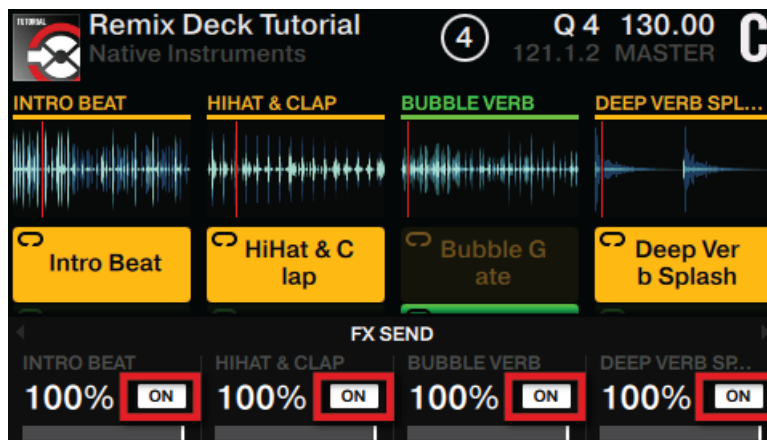 TUTORIAL
Remix Deck Tutorial
Native Instruments
4
Q 4 130.00
121.1.2 MASTER
C
INTRO BEAT
HIHAT & CLAP
BUBBLE VERB
DEEP VERB SPL...
Intro Beat
HiHat & C
lap
Bubble G
ate
Deep Ver
b Splash
FX SEND
INTRO BEAT
HIHAT & CLAP
BUBBLE VERB
DEEP VERB SP...
100% ON
100% ON
100% ON
100% ON